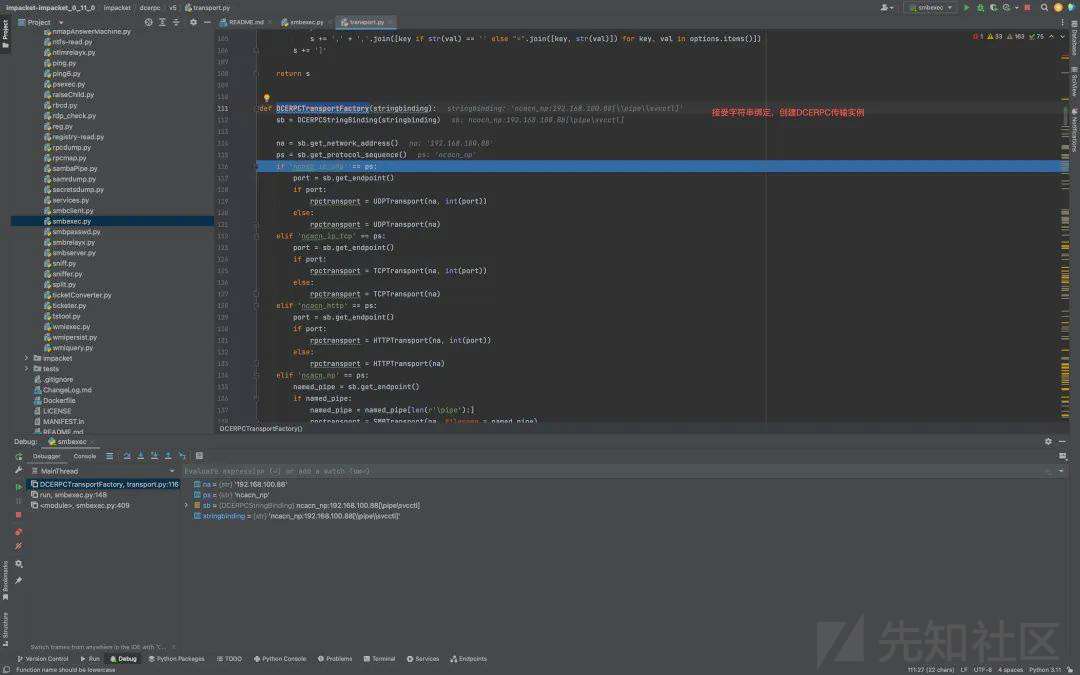 impacket-impacket_0_11_0 impacket dcerpc v5 transport.py smbexec
Project README.md smbexec.py transport.py
nmapAnswerMachine.py
ntfs-read.py
ntlmrelayx.py
ping.py
ping6.py
psexec.py
raiseChild.py
rbcd.py
rdp_check.py
reg.py
registry-read.py
rpcdump.py
rpcmap.py
sambaPipe.py
samrdump.py
secretsdump.py
services.py
smbclient.py
smbexec.py
smbpasswd.py
smbrelayx.py
smbserver.py
sniff.py
sniffer.py
split.py
ticketConverter.py
ticketer.py
tstool.py
wmiexec.py
wmipersist.py
wmiquery.py
impacket
tests
.gitignore
ChangeLog.md
Dockerfile
LICENSE
MANIFEST.in
README.md
1 33 163 75
105 s += ',' + ','.join([key if str(val) == '' else "=".join([key, str(val)]) for key, val in options.items()])
106 s += ']'
107
108 return s
109
110
111 def DCERPCTransportFactory(stringbinding): stringbinding: 'ncacn_np:192.168.100.88[\\pipe\\svcctl]'
接受字符串绑定，创建DCERPC传输实例
112 sb = DCERPCStringBinding(stringbinding) sb: ncacn_np:192.168.100.88[\pipe\svcctl]
113
114 na = sb.get_network_address() na: '192.168.100.88'
115 ps = sb.get_protocol_sequence() ps: 'ncacn_np'
116 if 'ncadg_ip_udp' == ps:
117 port = sb.get_endpoint()
118 if port:
119 rpctransport = UDPTransport(na, int(port))
120 else:
121 rpctransport = UDPTransport(na)
122 elif 'ncacn_ip_tcp' == ps:
123 port = sb.get_endpoint()
124 if port:
125 rpctransport = TCPTransport(na, int(port))
126 else:
127 rpctransport = TCPTransport(na)
128 elif 'ncacn_http' == ps:
129 port = sb.get_endpoint()
130 if port:
131 rpctransport = HTTPTransport(na, int(port))
132 else:
133 rpctransport = HTTPTransport(na)
134 elif 'ncacn_np' == ps:
135 named_pipe = sb.get_endpoint()
136 if named_pipe:
137 named_pipe = named_pipe[len(r'\pipe'):]
rpctransport = SMBTransport(na, filename = named_pipe)
DCERPCTransportFactory()
Project
Database
SciView
Notifications
Debug: smbexec
Debugger Console
MainThread
DCERPCTransportFactory, transport.py:116
run, smbexec.py:148
<module>, smbexec.py:409
Evaluate expression (⏎) or add a watch
na = {str} '192.168.100.88'
ps = {str} 'ncacn_np'
sb = {DCERPCStringBinding} ncacn_np:192.168.100.88[\\pipe\\svcctl]
stringbinding = {str} 'ncacn_np:192.168.100.88[\\pipe\\svcctl]'
Bookmarks
Structure
Switch frames from anywhere in the IDE with
先知社区
Version Control Run Debug Python Packages TODO Python Console Problems Terminal Services Endpoints
Function name should be lowercase 111:27 (22 chars) LF UTF-8 4 spaces Python 3.11